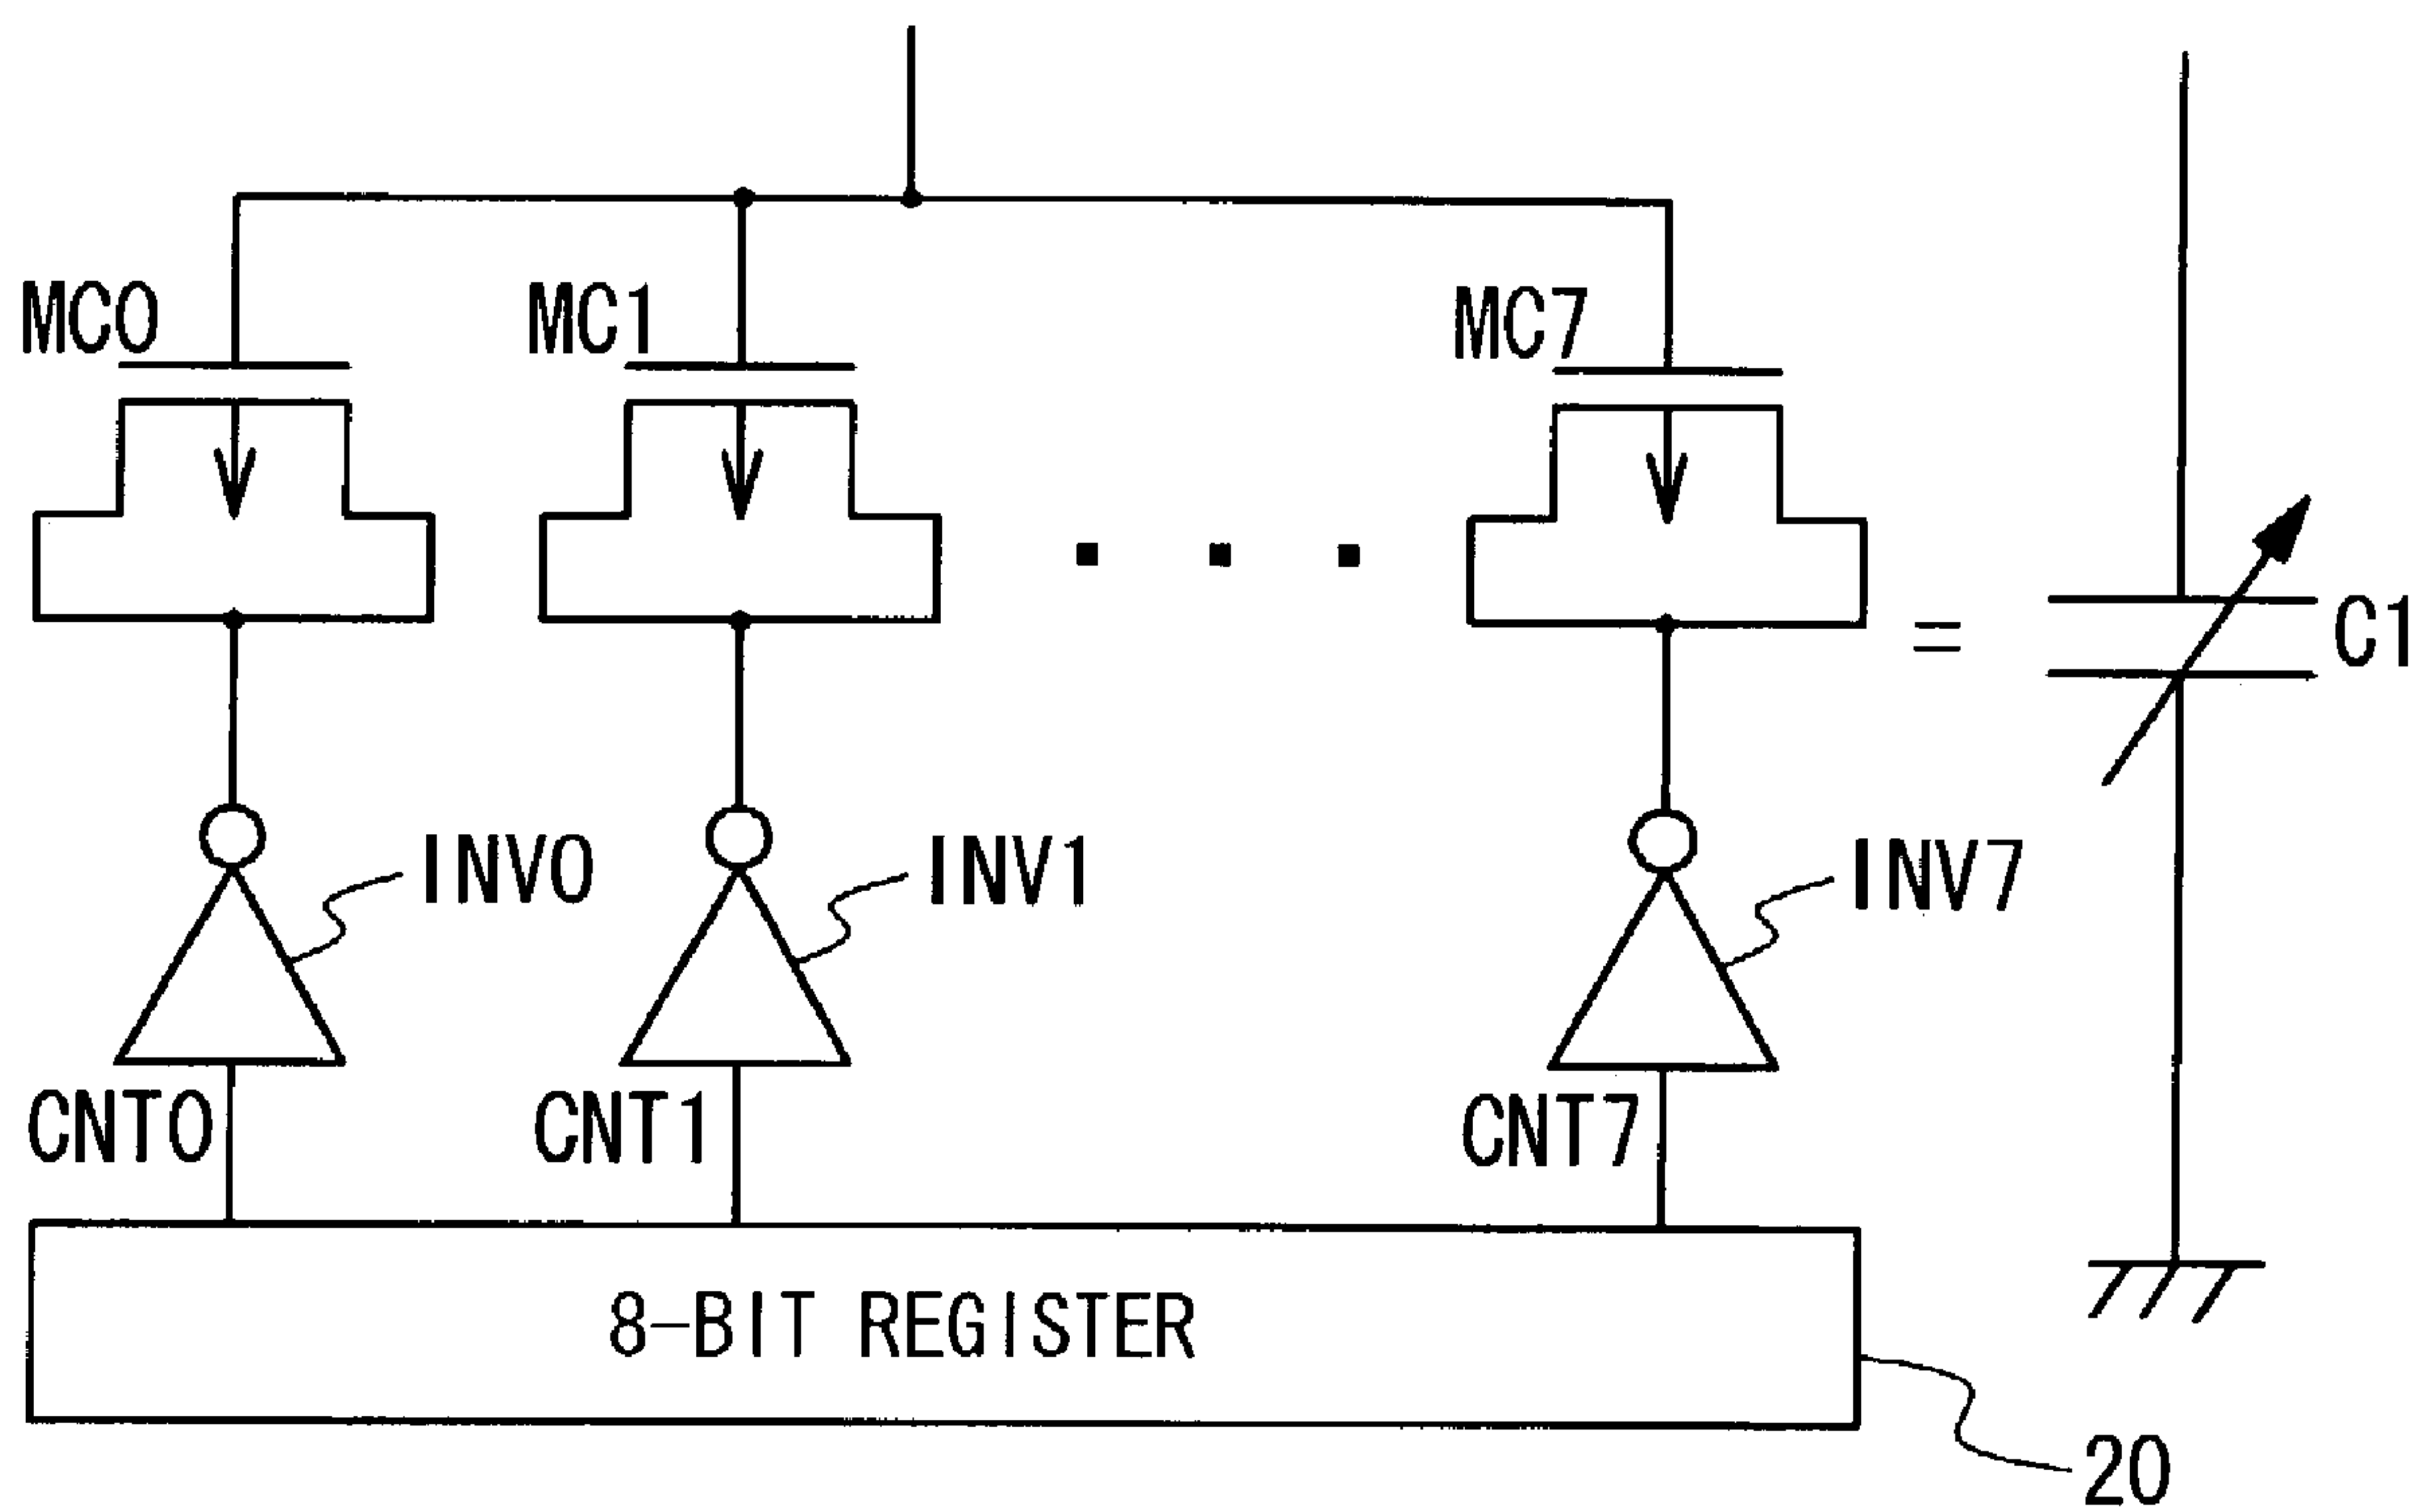 MC0 MC1 MC7
= C1
INV0 INV1 INV7
CNT0 CNT1 CNT7
8-BIT REGISTER
20